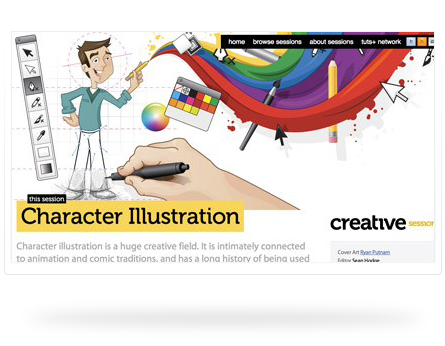 home browse sessions about sessions tuts+ network
this session
Character Illustration
creative session
Character illustration is a huge creative field. It is intimately connected
to animation and comic traditions, and has a long history of being used
Cover Art Ryan Putnam
Editor Sean Hodge